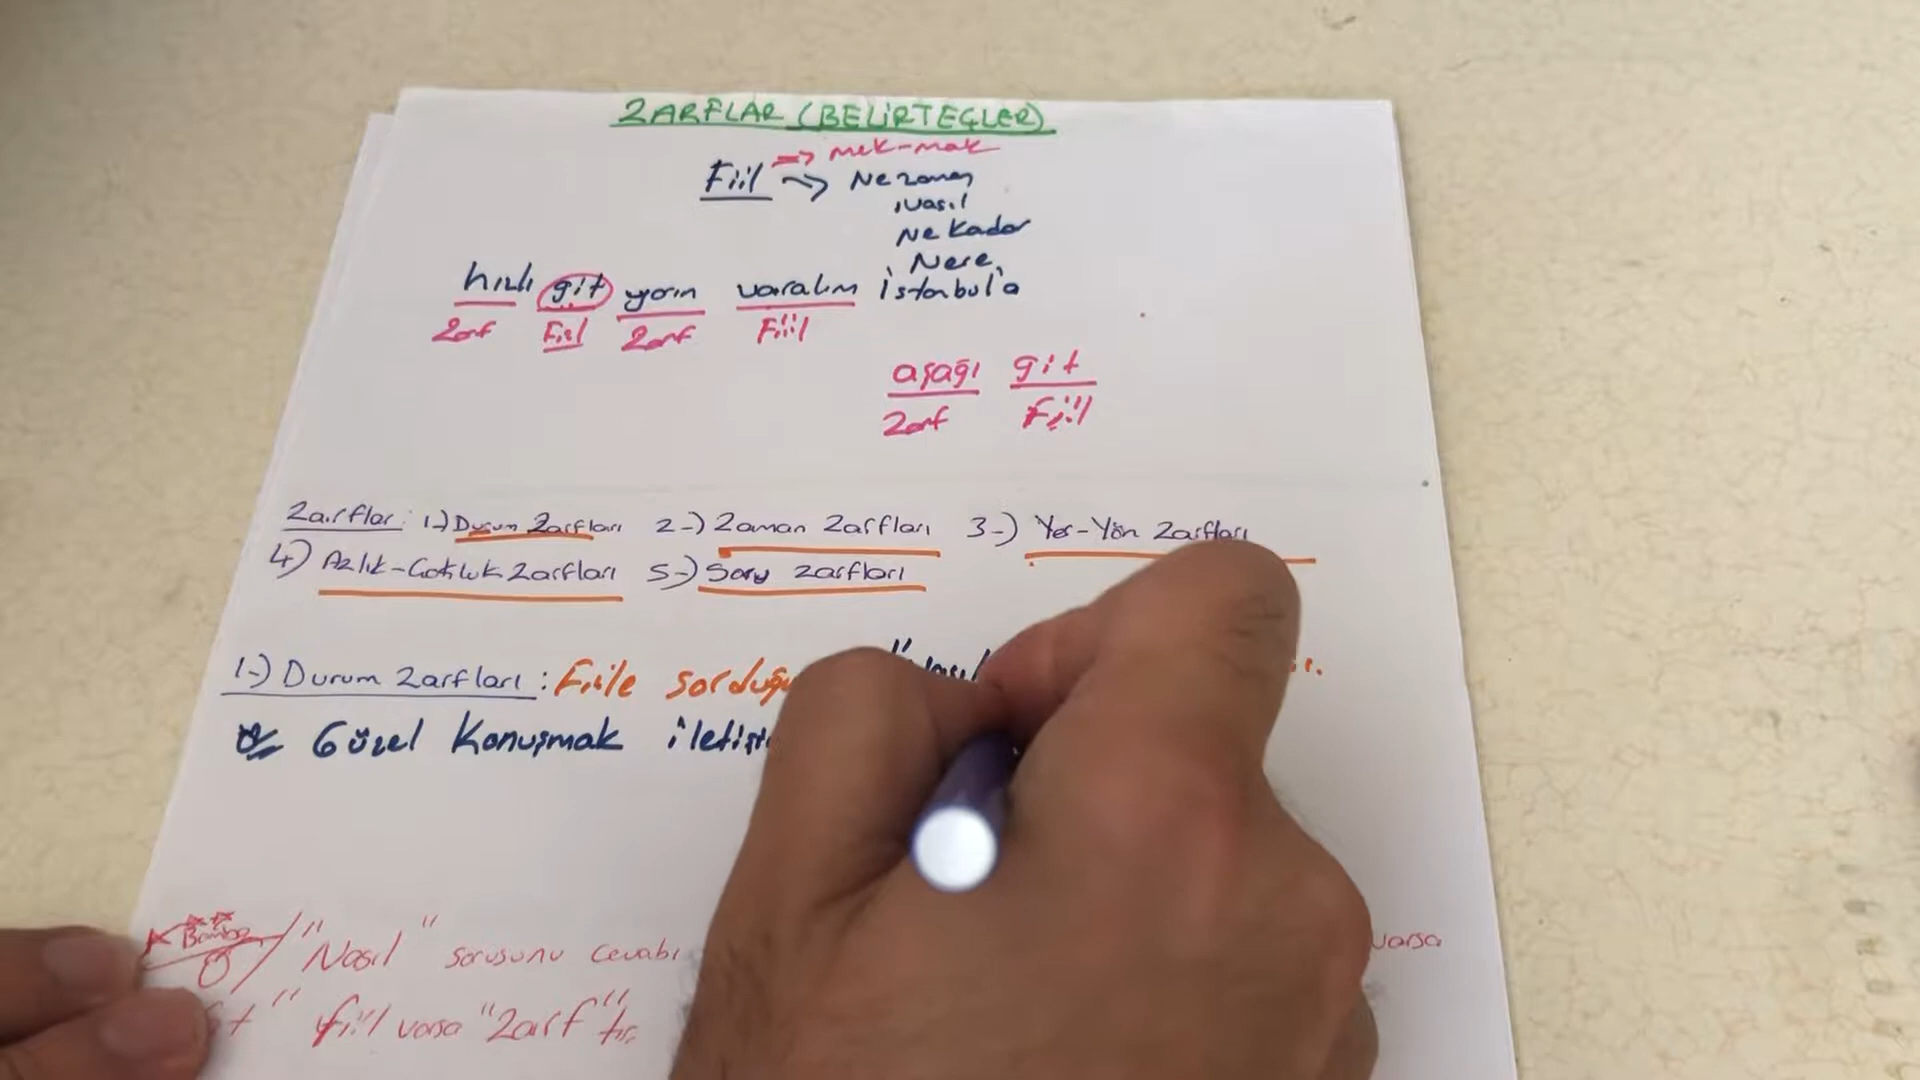 ZARFLAR (BELİRTEÇLER)
=> mek-mak
Fiil => Ne zaman
Nasıl
Ne kadar
Nere
hızlı git yarın varalım İstanbul'a
Zarf Fiil Zarf Fiil
aşağı git
Zarf Fiil
Zarflar: 1-) Durum Zarfları 2-) Zaman Zarfları 3-) Yer-Yön Zarfları
4) Azlık-Çokluk Zarfları 5-) Soru zarfları
1-) Durum Zarfları: Fiile sorduğu
Güzel Konuşmak iletişi
Bomba "Nasıl" sorusunu cevabı varsa
fiil varsa "Zarf" tır